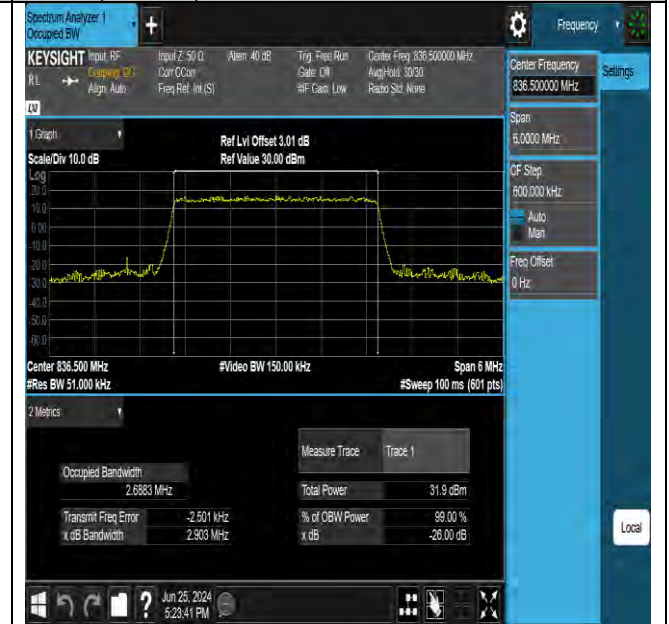 Spectrum Analyzer 1
Occupied BW
+
Frequency
KEYSIGHT
Input: RF
Coupling: DC
Align: Auto
Input Z: 50 Ω
Corr CCorr
Freq Ref: Int (S)
Atten: 40 dB
Trig: Free Run
Gate: Off
#IF Gain: Low
Center Freq: 836.500000 MHz
Avg|Hold: 30/30
Radio Std: None
RL
LXI
Center Frequency
836.500000 MHz
Settings
Span
6.0000 MHz
CF Step
600.000 kHz
Auto
Man
Freq Offset
0 Hz
1 Graph
Scale/Div 10.0 dB
Ref Lvl Offset 3.01 dB
Ref Value 30.00 dBm
Log
20.0
10.0
0.00
-10.0
-20.0
-30.0
-40.0
-50.0
-60.0
Center 836.500 MHz
#Video BW 150.00 kHz
Span 6 MHz
#Res BW 51.000 kHz
#Sweep 100 ms (601 pts)
2 Metrics
Measure Trace Trace 1
Occupied Bandwidth
2.6883 MHz
Total Power 31.9 dBm
Transmit Freq Error -2.501 kHz
% of OBW Power 99.00 %
x dB Bandwidth 2.903 MHz
x dB -26.00 dB
Local
? Jun 25, 2024
5:23:41 PM